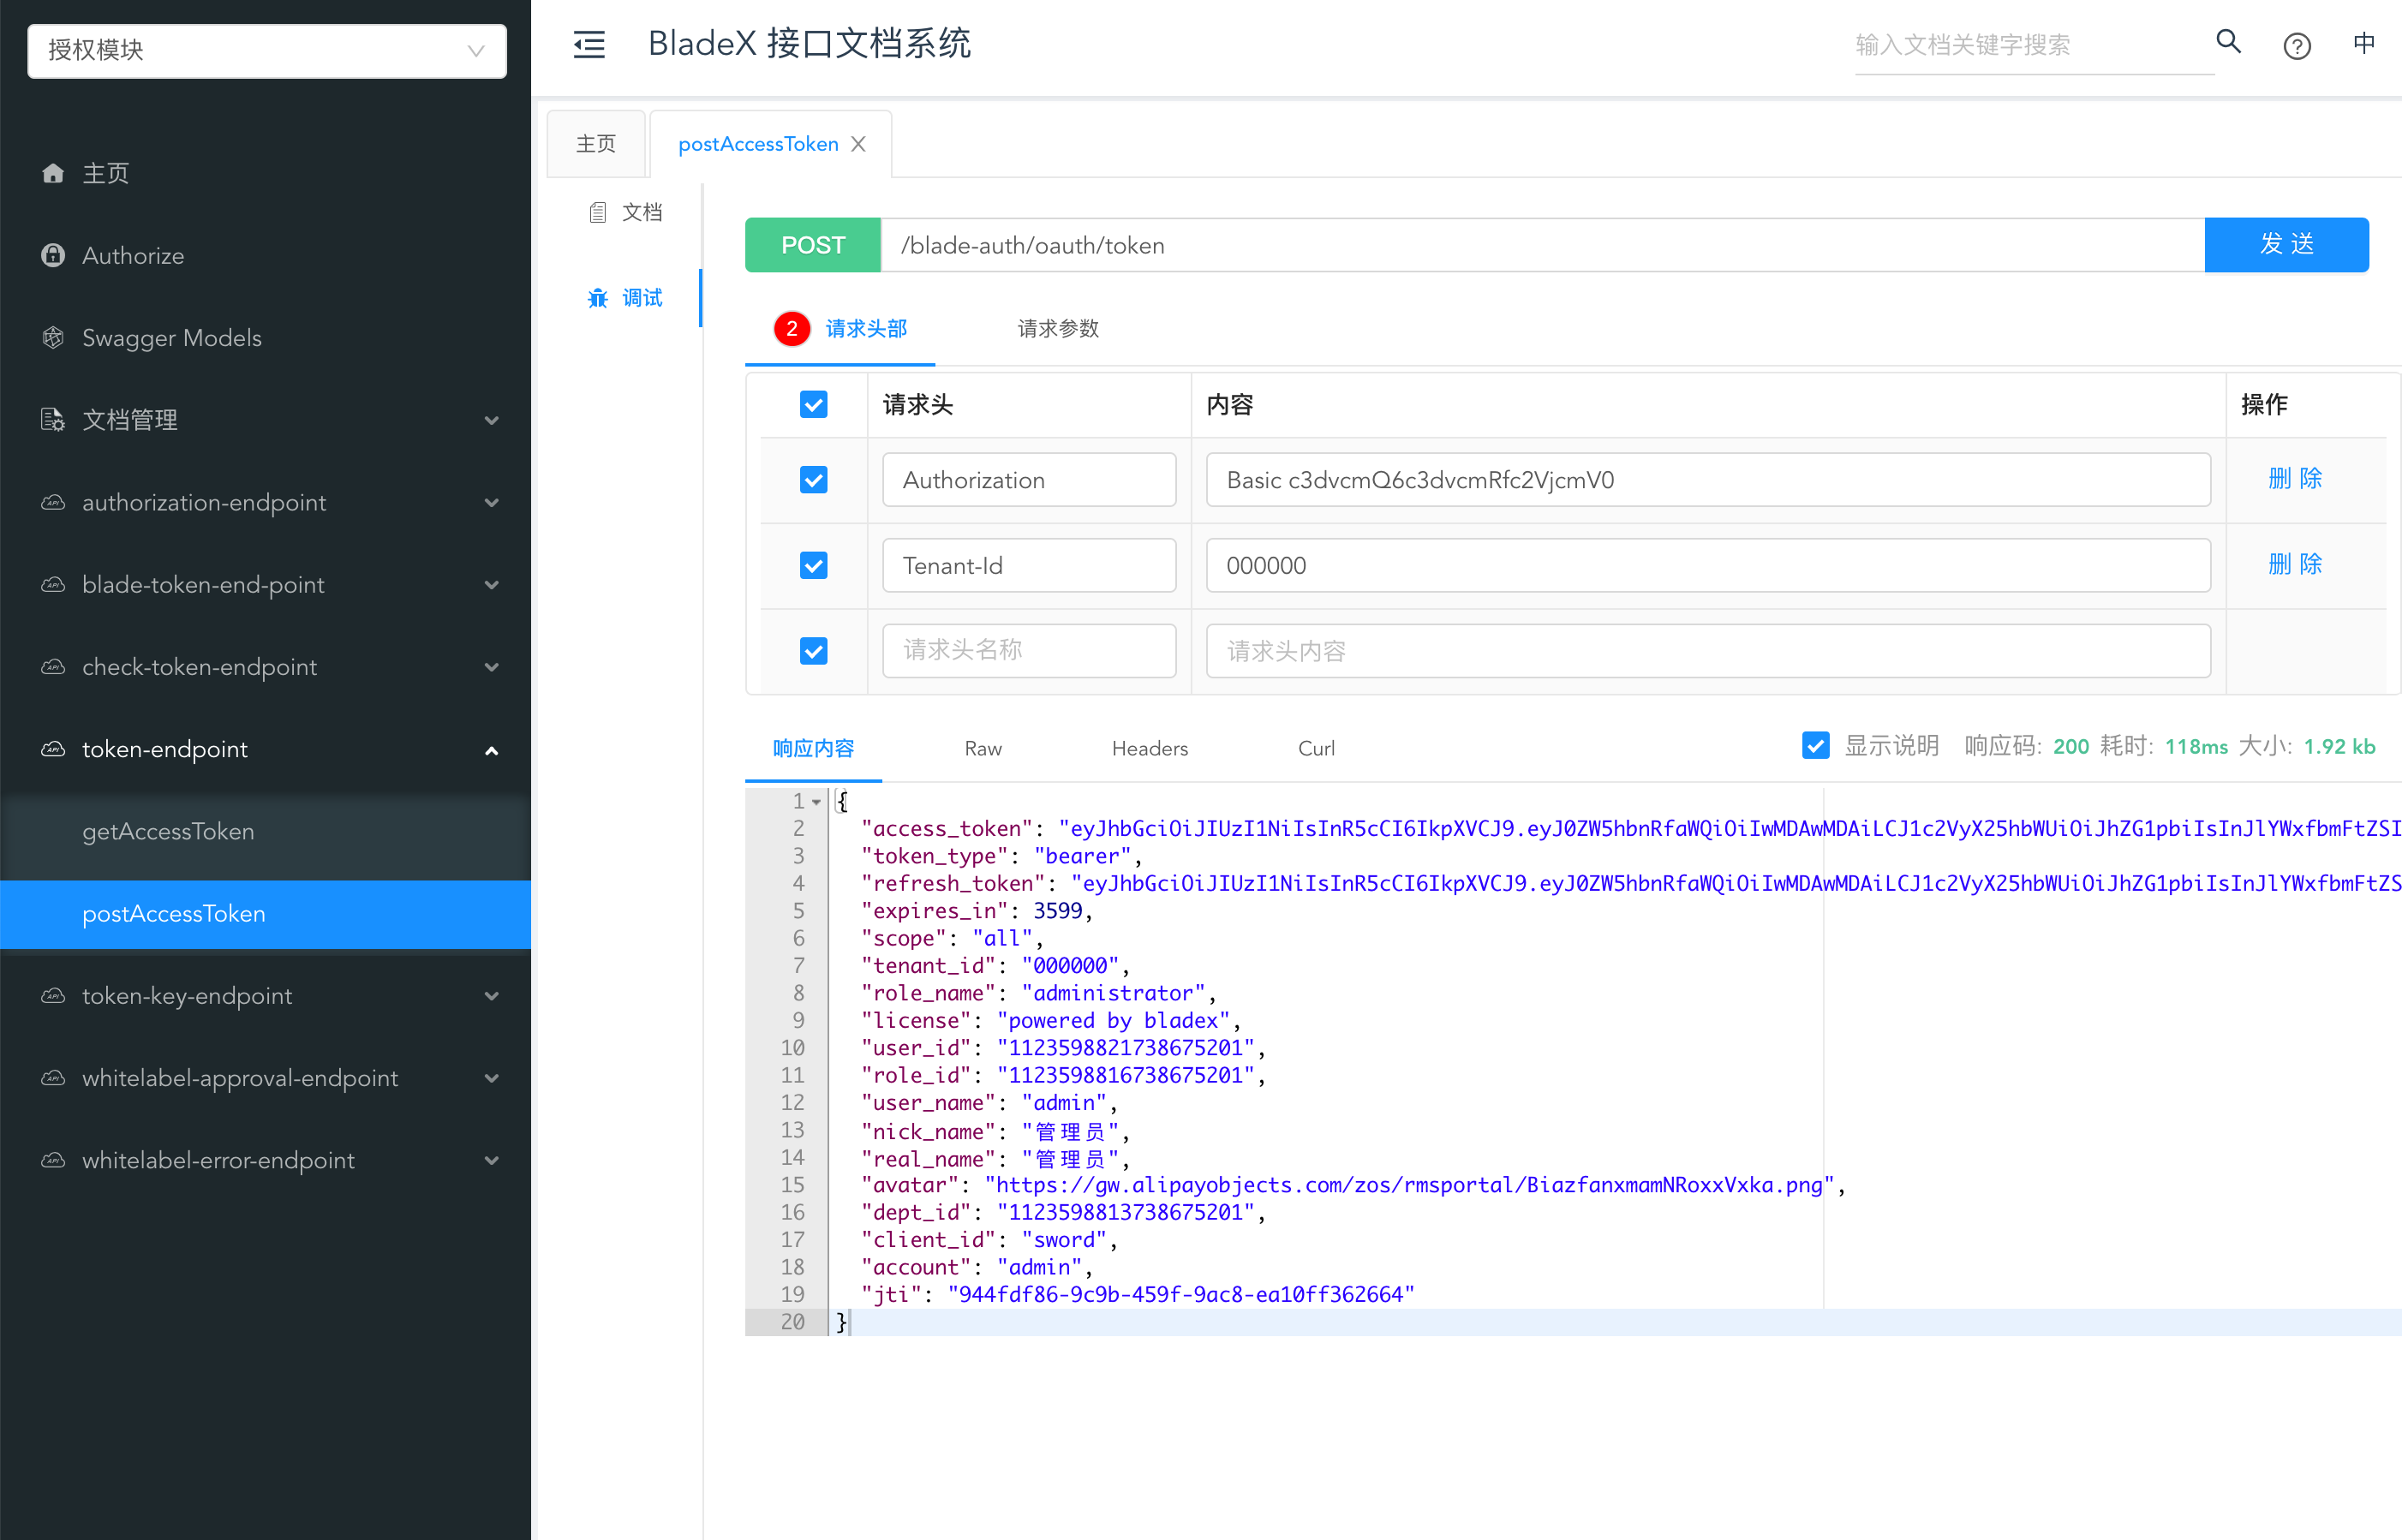 授权模块
主页
Authorize
Swagger Models
文档管理
authorization-endpoint
blade-token-end-point
check-token-endpoint
token-endpoint
getAccessToken
postAccessToken
token-key-endpoint
whitelabel-approval-endpoint
whitelabel-error-endpoint
BladeX 接口文档系统
输入文档关键字搜索
中
主页
postAccessToken
文档
调试
POST /blade-auth/oauth/token 发 送
2 请求头部 请求参数
请求头 内容 操作
Authorization Basic c3dvcmQ6c3dvcmRfc2VjcmV0 删 除
Tenant-Id 000000 删 除
请求头名称 请求头内容
响应内容 Raw Headers Curl 显示说明 响应码: 200 耗时: 118ms 大小: 1.92 kb
1 {
2 "access_token": "eyJhbGciOiJIUzI1NiIsInR5cCI6IkpXVCJ9.eyJ0ZW5hbnRfaWQiOiIwMDAwMDAiLCJ1c2VyX25hbWUiOiJhZG1pbiIsInJlYWxfbmFtZSI
3 "token_type": "bearer",
4 "refresh_token": "eyJhbGciOiJIUzI1NiIsInR5cCI6IkpXVCJ9.eyJ0ZW5hbnRfaWQiOiIwMDAwMDAiLCJ1c2VyX25hbWUiOiJhZG1pbiIsInJlYWxfbmFtZS
5 "expires_in": 3599,
6 "scope": "all",
7 "tenant_id": "000000",
8 "role_name": "administrator",
9 "license": "powered by bladex",
10 "user_id": "1123598821738675201",
11 "role_id": "1123598816738675201",
12 "user_name": "admin",
13 "nick_name": "管理员",
14 "real_name": "管理员",
15 "avatar": "https://gw.alipayobjects.com/zos/rmsportal/BiazfanxmamNRoxxVxka.png",
16 "dept_id": "1123598813738675201",
17 "client_id": "sword",
18 "account": "admin",
19 "jti": "944fdf86-9c9b-459f-9ac8-ea10ff362664"
20 }